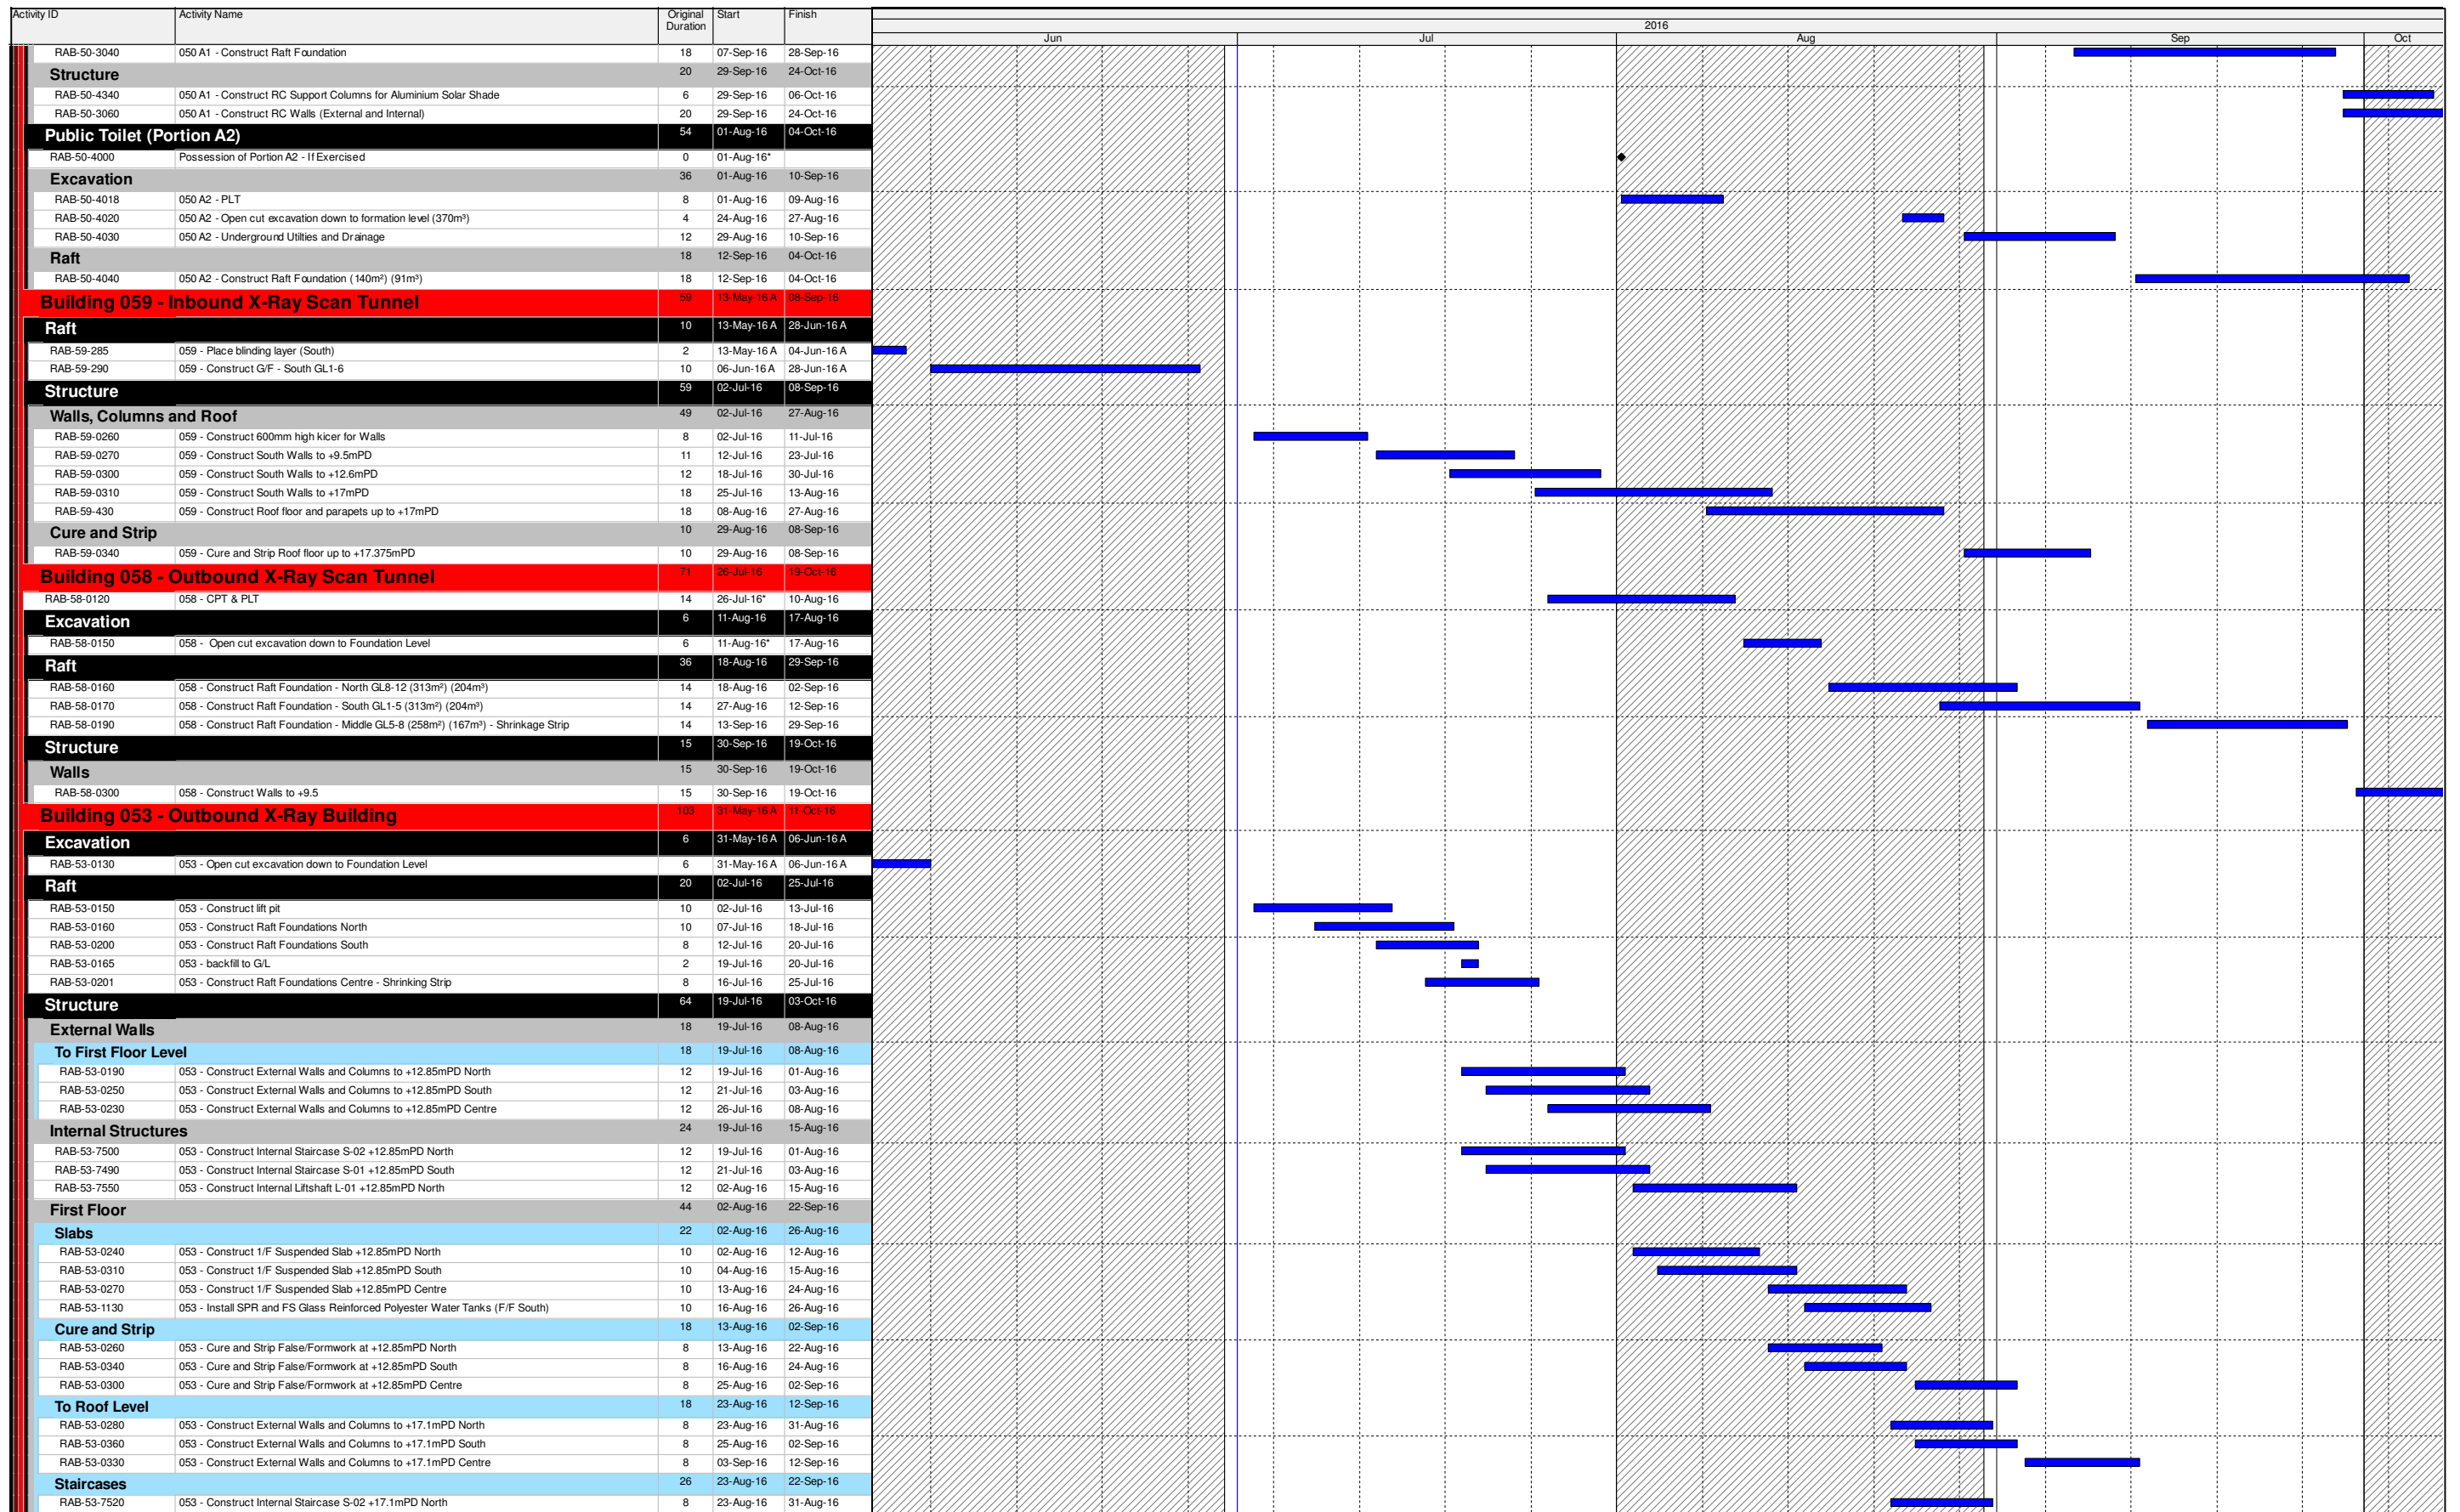 Activity ID Activity Name Original Duration Start Finish
2016
Jun Jul Aug Sep Oct
RAB-50-3040 050 A1 - Construct Raft Foundation 18 07-Sep-16 28-Sep-16
Structure 20 29-Sep-16 24-Oct-16
RAB-50-4340 050 A1 - Construct RC Support Columns for Aluminium Solar Shade 6 29-Sep-16 06-Oct-16
RAB-50-3060 050 A1 - Construct RC Walls (External and Internal) 20 29-Sep-16 24-Oct-16
Public Toilet (Portion A2) 54 01-Aug-16 04-Oct-16
RAB-50-4000 Possession of Portion A2 - If Exercised 0 01-Aug-16*
Excavation 36 01-Aug-16 10-Sep-16
RAB-50-4018 050 A2 - PLT 8 01-Aug-16 09-Aug-16
RAB-50-4020 050 A2 - Open cut excavation down to formation level (370m³) 4 24-Aug-16 27-Aug-16
RAB-50-4030 050 A2 - Underground Utilties and Drainage 12 29-Aug-16 10-Sep-16
Raft 18 12-Sep-16 04-Oct-16
RAB-50-4040 050 A2 - Construct Raft Foundation (140m²) (91m³) 18 12-Sep-16 04-Oct-16
Building 059 - Inbound X-Ray Scan Tunnel 59 13-May-16 A 08-Sep-16
Raft 10 13-May-16 A 28-Jun-16 A
RAB-59-285 059 - Place blinding layer (South) 2 13-May-16 A 04-Jun-16 A
RAB-59-290 059 - Construct G/F - South GL1-6 10 06-Jun-16 A 28-Jun-16 A
Structure 59 02-Jul-16 08-Sep-16
Walls, Columns and Roof 49 02-Jul-16 27-Aug-16
RAB-59-0260 059 - Construct 600mm high kicer for Walls 8 02-Jul-16 11-Jul-16
RAB-59-0270 059 - Construct South Walls to +9.5mPD 11 12-Jul-16 23-Jul-16
RAB-59-0300 059 - Construct South Walls to +12.6mPD 12 18-Jul-16 30-Jul-16
RAB-59-0310 059 - Construct South Walls to +17mPD 18 25-Jul-16 13-Aug-16
RAB-59-430 059 - Construct Roof floor and parapets up to +17mPD 18 08-Aug-16 27-Aug-16
Cure and Strip 10 29-Aug-16 08-Sep-16
RAB-59-0340 059 - Cure and Strip Roof floor up to +17.375mPD 10 29-Aug-16 08-Sep-16
Building 058 - Outbound X-Ray Scan Tunnel 71 26-Jul-16 19-Oct-16
RAB-58-0120 058 - CPT & PLT 14 26-Jul-16* 10-Aug-16
Excavation 6 11-Aug-16 17-Aug-16
RAB-58-0150 058 - Open cut excavation down to Foundation Level 6 11-Aug-16* 17-Aug-16
Raft 36 18-Aug-16 29-Sep-16
RAB-58-0160 058 - Construct Raft Foundation - North GL8-12 (313m²) (204m³) 14 18-Aug-16 02-Sep-16
RAB-58-0170 058 - Construct Raft Foundation - South GL1-5 (313m²) (204m³) 14 27-Aug-16 12-Sep-16
RAB-58-0190 058 - Construct Raft Foundation - Middle GL5-8 (258m²) (167m³) - Shrinkage Strip 14 13-Sep-16 29-Sep-16
Structure 15 30-Sep-16 19-Oct-16
Walls 15 30-Sep-16 19-Oct-16
RAB-58-0300 058 - Construct Walls to +9.5 15 30-Sep-16 19-Oct-16
Building 053 - Outbound X-Ray Building 103 31-May-16 A 11-Oct-16
Excavation 6 31-May-16 A 06-Jun-16 A
RAB-53-0130 053 - Open cut excavation down to Foundation Level 6 31-May-16 A 06-Jun-16 A
Raft 20 02-Jul-16 25-Jul-16
RAB-53-0150 053 - Construct lift pit 10 02-Jul-16 13-Jul-16
RAB-53-0160 053 - Construct Raft Foundations North 10 07-Jul-16 18-Jul-16
RAB-53-0200 053 - Construct Raft Foundations South 8 12-Jul-16 20-Jul-16
RAB-53-0165 053 - backfill to G/L 2 19-Jul-16 20-Jul-16
RAB-53-0201 053 - Construct Raft Foundations Centre - Shrinking Strip 8 16-Jul-16 25-Jul-16
Structure 64 19-Jul-16 03-Oct-16
External Walls 18 19-Jul-16 08-Aug-16
To First Floor Level 18 19-Jul-16 08-Aug-16
RAB-53-0190 053 - Construct External Walls and Columns to +12.85mPD North 12 19-Jul-16 01-Aug-16
RAB-53-0250 053 - Construct External Walls and Columns to +12.85mPD South 12 21-Jul-16 03-Aug-16
RAB-53-0230 053 - Construct External Walls and Columns to +12.85mPD Centre 12 26-Jul-16 08-Aug-16
Internal Structures 24 19-Jul-16 15-Aug-16
RAB-53-7500 053 - Construct Internal Staircase S-02 +12.85mPD North 12 19-Jul-16 01-Aug-16
RAB-53-7490 053 - Construct Internal Staircase S-01 +12.85mPD South 12 21-Jul-16 03-Aug-16
RAB-53-7550 053 - Construct Internal Liftshaft L-01 +12.85mPD North 12 02-Aug-16 15-Aug-16
First Floor 44 02-Aug-16 22-Sep-16
Slabs 22 02-Aug-16 26-Aug-16
RAB-53-0240 053 - Construct 1/F Suspended Slab +12.85mPD North 10 02-Aug-16 12-Aug-16
RAB-53-0310 053 - Construct 1/F Suspended Slab +12.85mPD South 10 04-Aug-16 15-Aug-16
RAB-53-0270 053 - Construct 1/F Suspended Slab +12.85mPD Centre 10 13-Aug-16 24-Aug-16
RAB-53-1130 053 - Install SPR and FS Glass Reinforced Polyester Water Tanks (F/F South) 10 16-Aug-16 26-Aug-16
Cure and Strip 18 13-Aug-16 02-Sep-16
RAB-53-0260 053 - Cure and Strip False/Formwork at +12.85mPD North 8 13-Aug-16 22-Aug-16
RAB-53-0340 053 - Cure and Strip False/Formwork at +12.85mPD South 8 16-Aug-16 24-Aug-16
RAB-53-0300 053 - Cure and Strip False/Formwork at +12.85mPD Centre 8 25-Aug-16 02-Sep-16
To Roof Level 18 23-Aug-16 12-Sep-16
RAB-53-0280 053 - Construct External Walls and Columns to +17.1mPD North 8 23-Aug-16 31-Aug-16
RAB-53-0360 053 - Construct External Walls and Columns to +17.1mPD South 8 25-Aug-16 02-Sep-16
RAB-53-0330 053 - Construct External Walls and Columns to +17.1mPD Centre 8 03-Sep-16 12-Sep-16
Staircases 26 23-Aug-16 22-Sep-16
RAB-53-7520 053 - Construct Internal Staircase S-02 +17.1mPD North 8 23-Aug-16 31-Aug-16